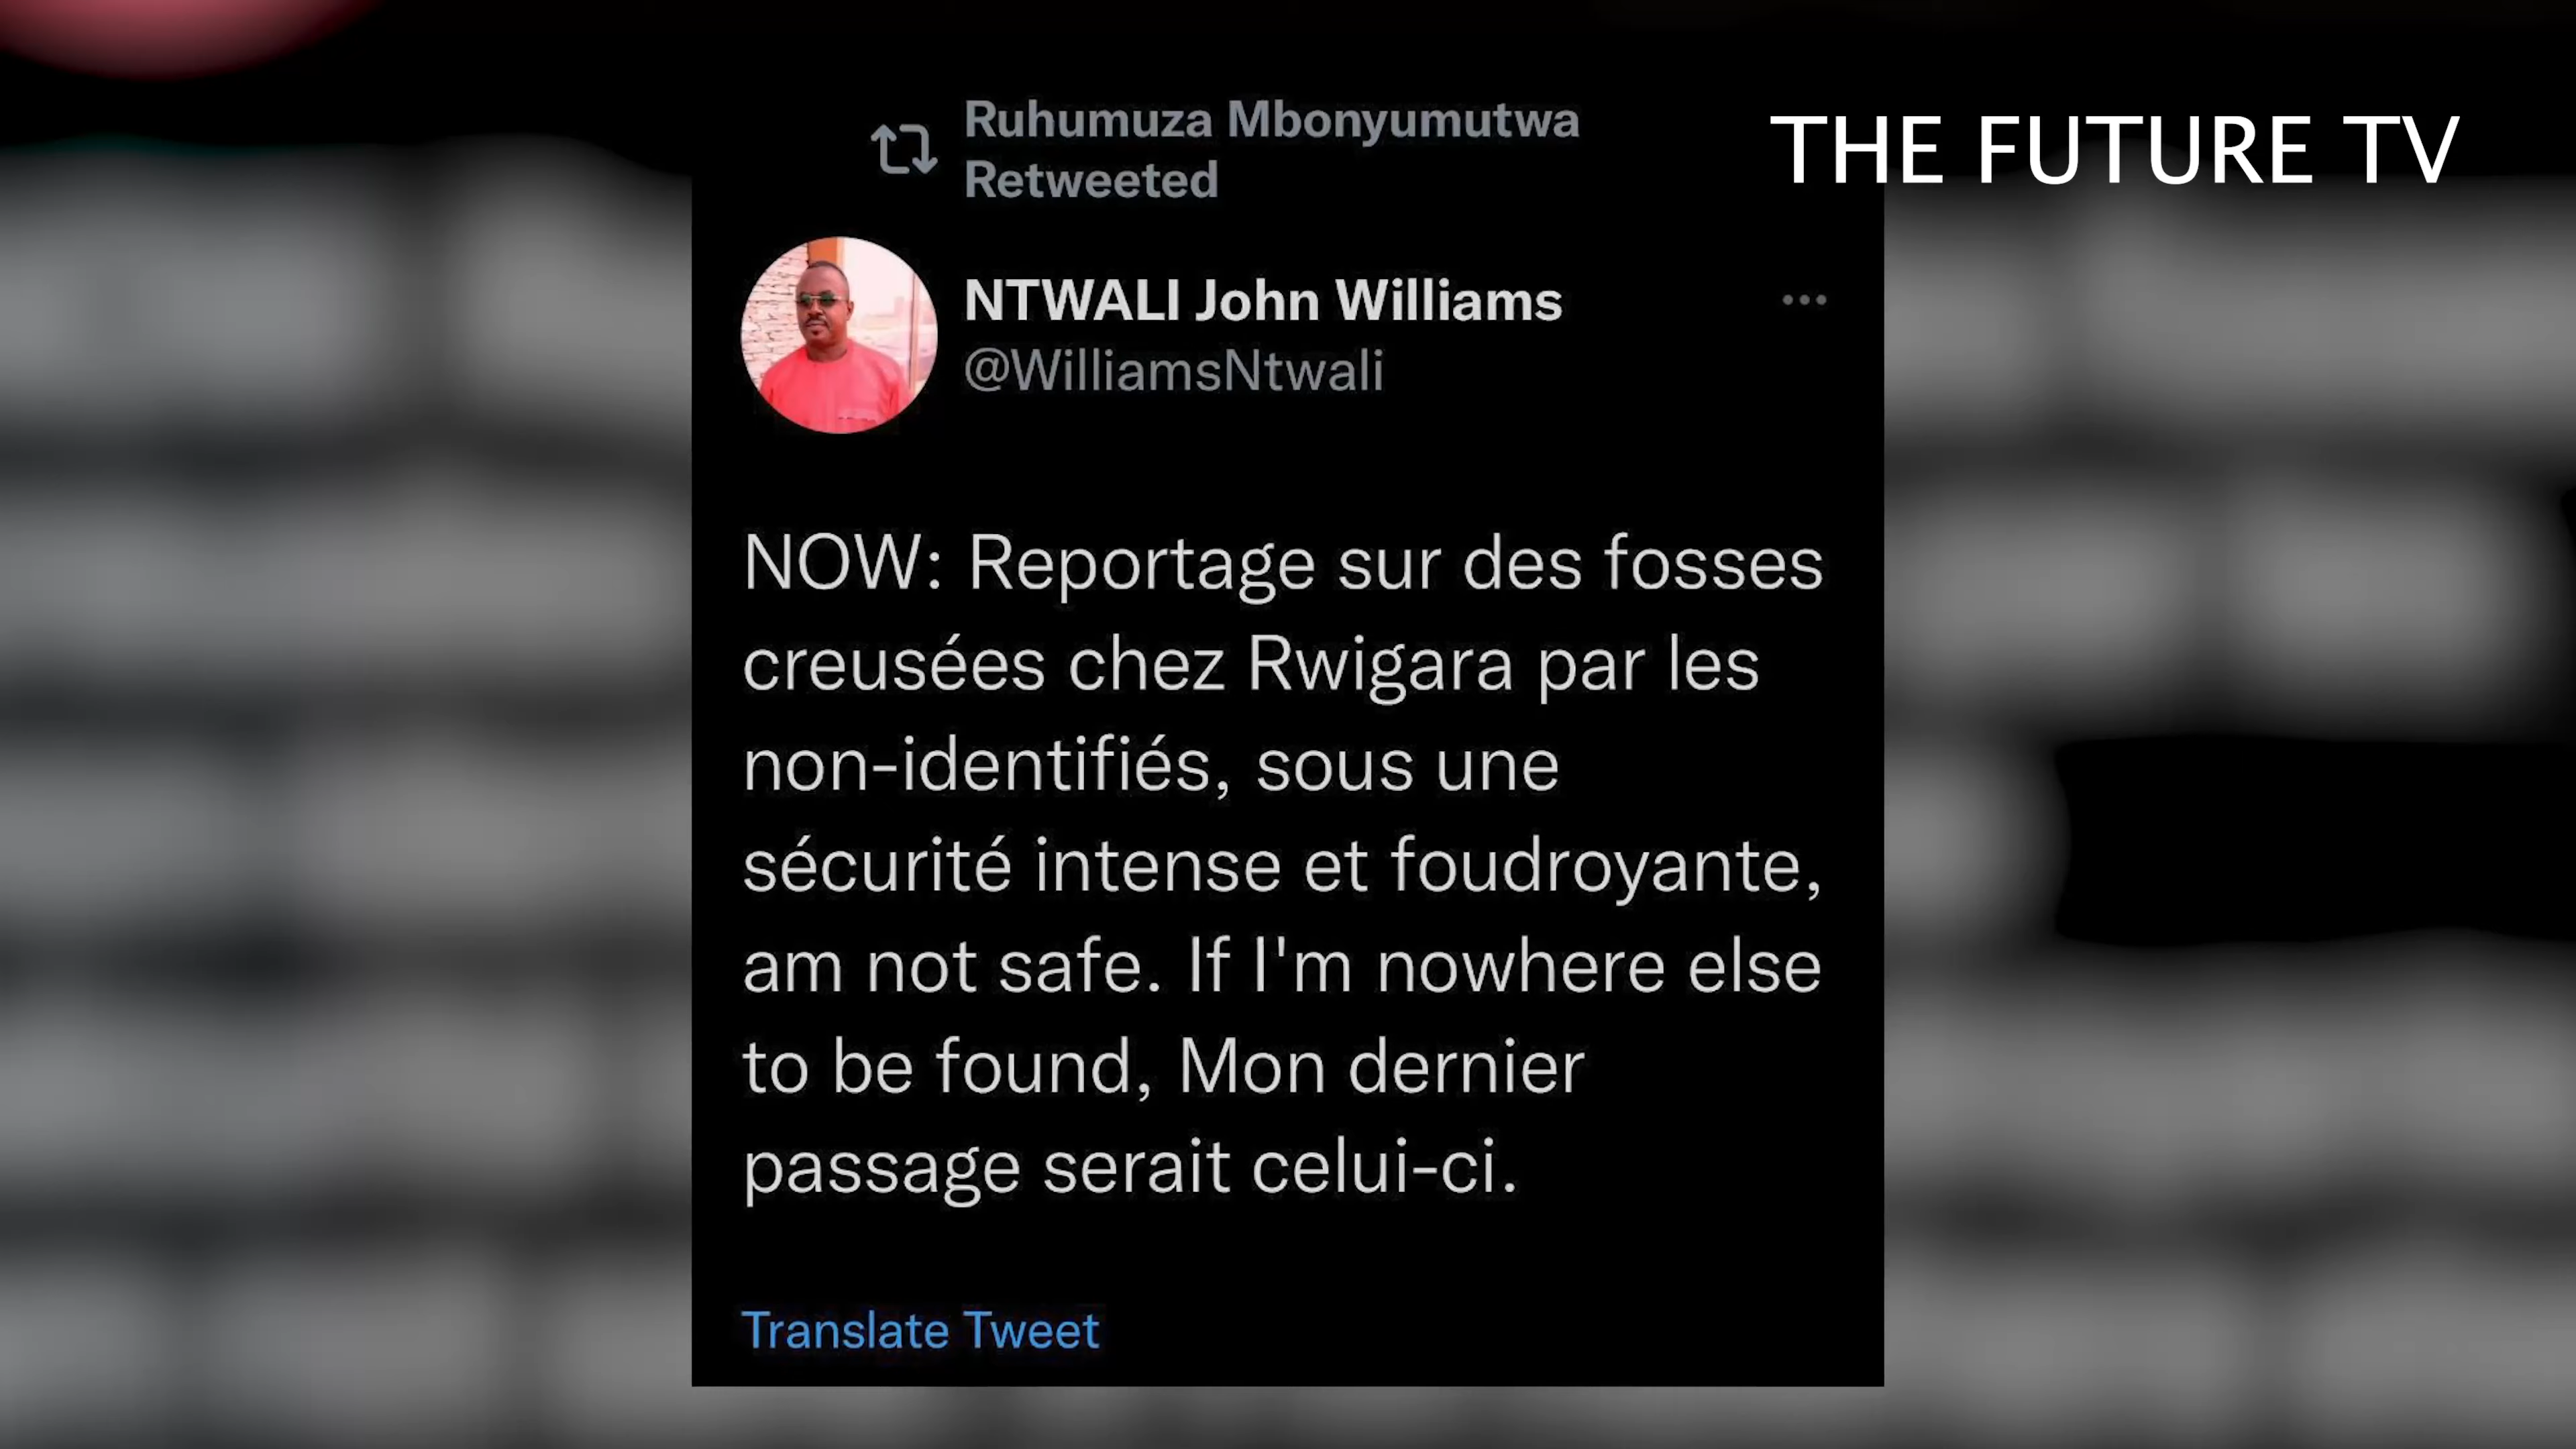 Ruhumuza Mbonyumutwa
Retweeted
THE FUTURE TV
NTWALI John Williams
@WilliamsNtwali
NOW: Reportage sur des fosses
creusées chez Rwigara par les
non-identifiés, sous une
sécurité intense et foudroyante,
am not safe. If I'm nowhere else
to be found, Mon dernier
passage serait celui-ci.
Translate Tweet